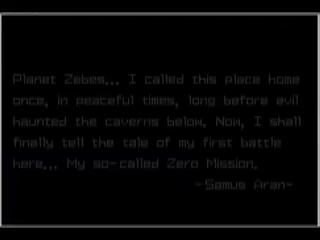 Planet Zebes... I called this place home
once, in peaceful times, long before evil
haunted the caverns below. Now, I shall
finally tell the tale of my first battle
here... My so-called Zero Mission.
-Samus Aran-